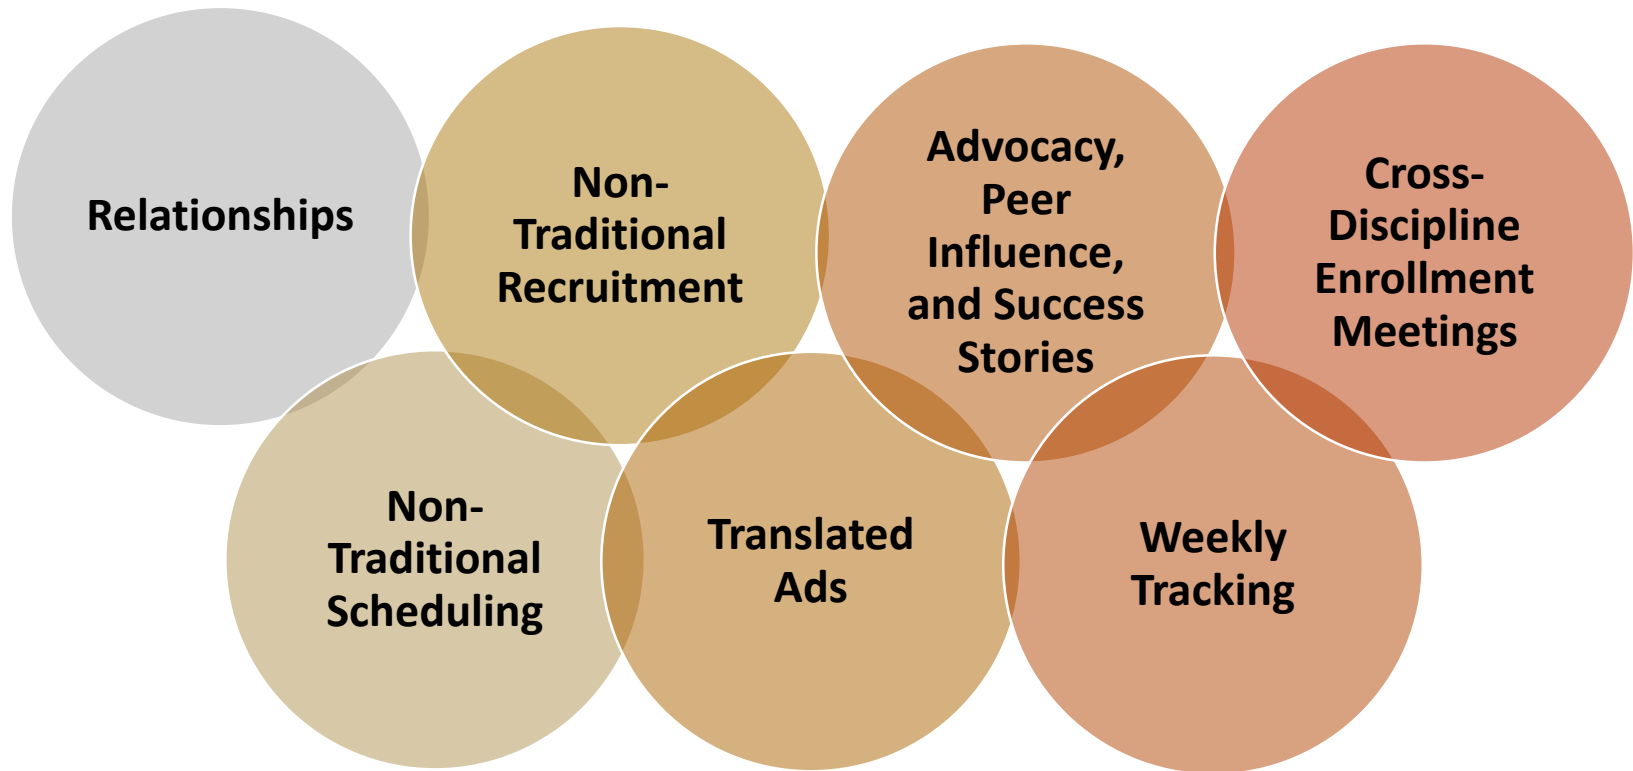 Relationships
Non-
Traditional
Recruitment
Advocacy,
Peer
Influence,
and Success
Stories
Cross-
Discipline
Enrollment
Meetings
Non-
Traditional
Scheduling
Translated
Ads
Weekly
Tracking